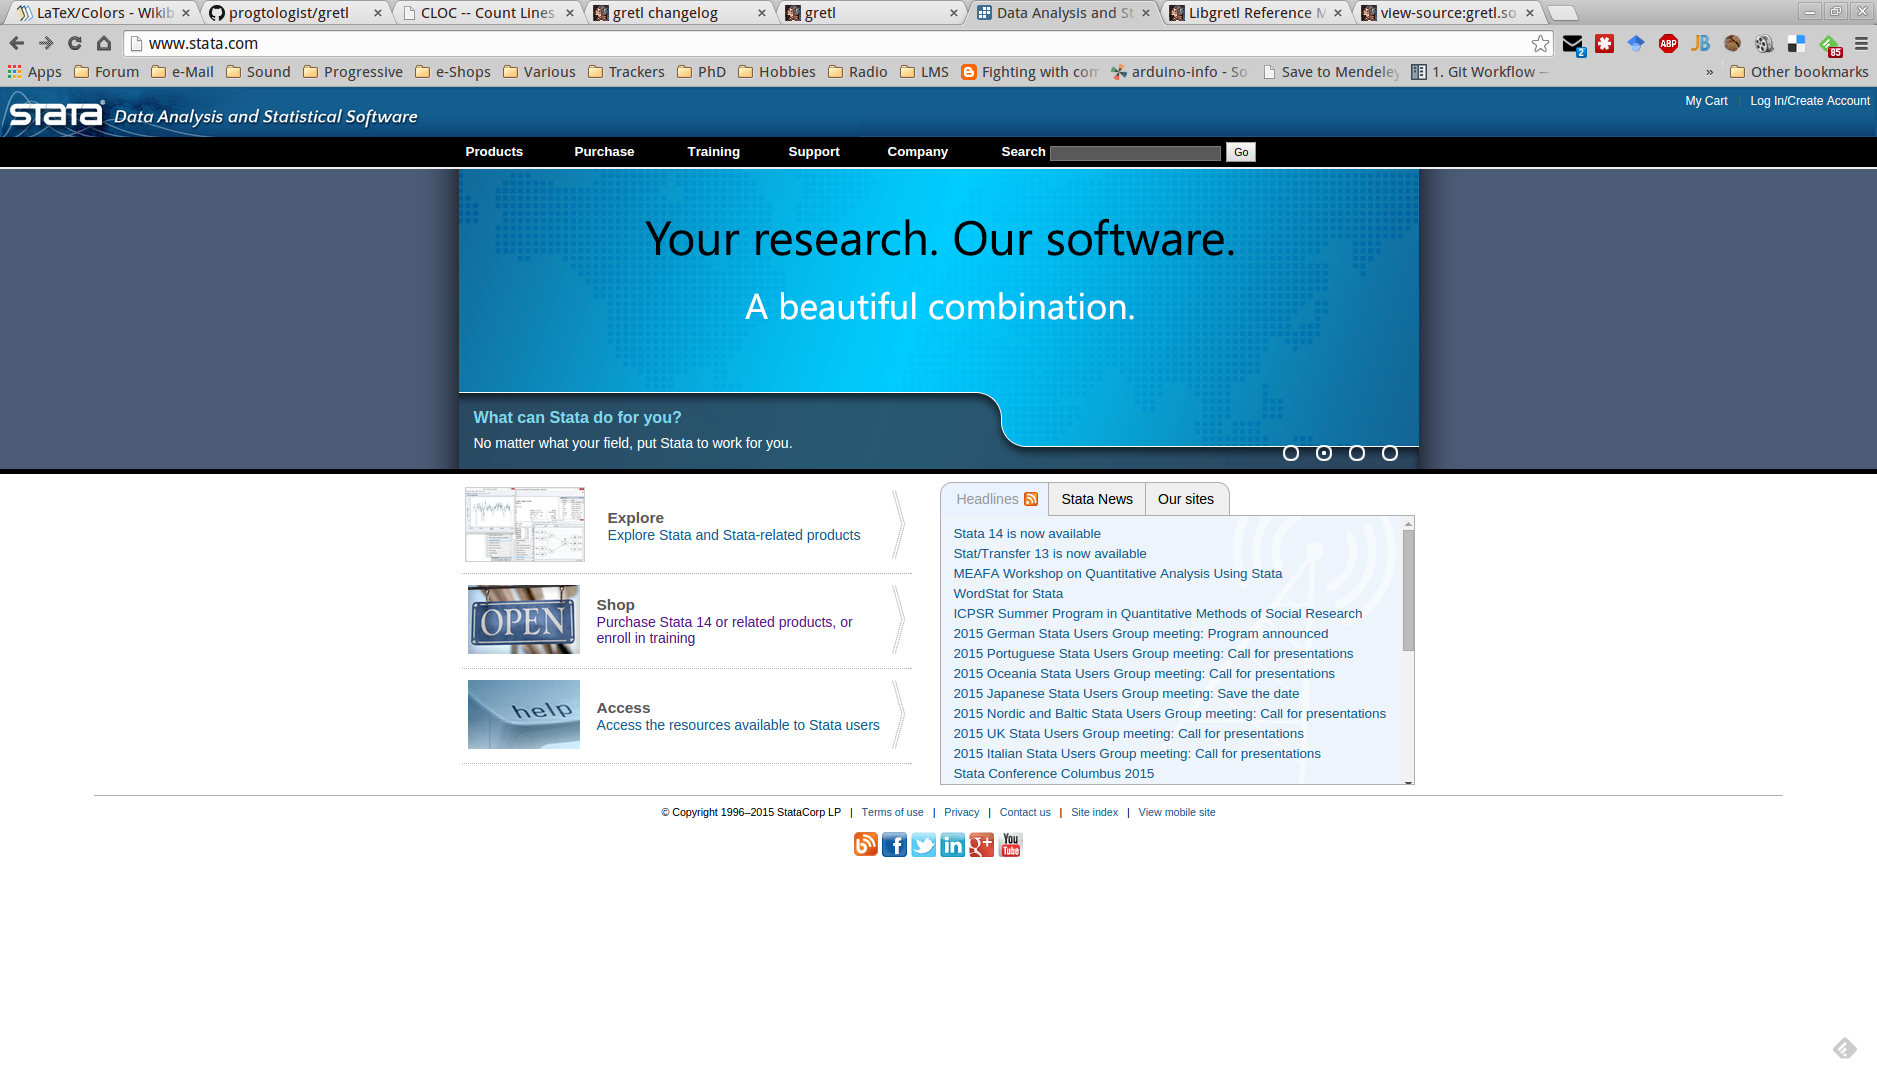 LaTeX/Colors - Wikib
progtologist/gretl
CLOC -- Count Lines
gretl changelog
gretl
Data Analysis and St
Libgretl Reference M
view-source:gretl.so
www.stata.com
2
ABP
JB
85
Apps
Forum
e-Mail
Sound
Progressive
e-Shops
Various
Trackers
PhD
Hobbies
Radio
LMS
Fighting with com
arduino-info - So
Save to Mendeley
1. Git Workflow —
»
Other bookmarks
STATA® Data Analysis and Statistical Software
My Cart
Log In/Create Account
Products
Purchase
Training
Support
Company
Search
Go
Your research. Our software.
A beautiful combination.
What can Stata do for you?
No matter what your field, put Stata to work for you.
Explore
Explore Stata and Stata-related products
OPEN
Shop
Purchase Stata 14 or related products, or
enroll in training
help
Access
Access the resources available to Stata users
Headlines
Stata News
Our sites
Stata 14 is now available
Stat/Transfer 13 is now available
MEAFA Workshop on Quantitative Analysis Using Stata
WordStat for Stata
ICPSR Summer Program in Quantitative Methods of Social Research
2015 German Stata Users Group meeting: Program announced
2015 Portuguese Stata Users Group meeting: Call for presentations
2015 Oceania Stata Users Group meeting: Call for presentations
2015 Japanese Stata Users Group meeting: Save the date
2015 Nordic and Baltic Stata Users Group meeting: Call for presentations
2015 UK Stata Users Group meeting: Call for presentations
2015 Italian Stata Users Group meeting: Call for presentations
Stata Conference Columbus 2015
© Copyright 1996–2015 StataCorp LP | Terms of use | Privacy | Contact us | Site index | View mobile site
f
in
g+
You Tube